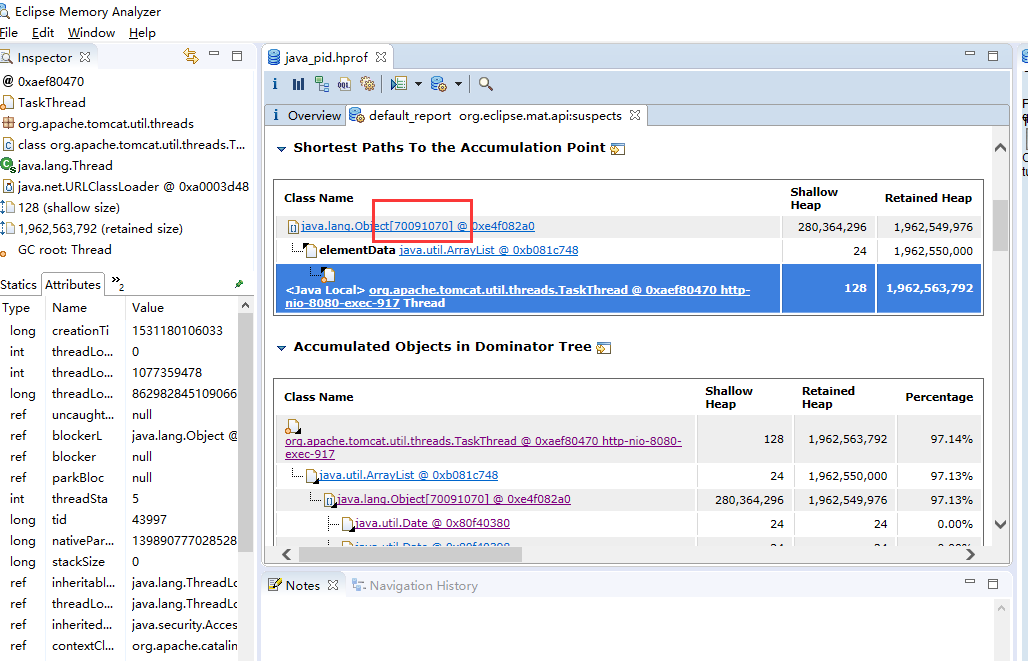 Eclipse Memory Analyzer
File Edit Window Help
Inspector
@ 0xaef80470
TaskThread
org.apache.tomcat.util.threads
class org.apache.tomcat.util.threads.T...
java.lang.Thread
java.net.URLClassLoader @ 0xa0003d48
128 (shallow size)
1,962,563,792 (retained size)
GC root: Thread
Statics Attributes »2
Type Name Value
long creationTi 1531180106033
int threadLo... 0
int threadLo... 1077359478
long threadLo... 862982845109066
ref uncaught... null
ref blockerL java.lang.Object @
ref blocker null
ref parkBloc null
int threadSta 5
long tid 43997
long nativePar... 139890777028528
long stackSize 0
ref inheritabl... java.lang.ThreadLo
ref threadLo... java.lang.ThreadLo
ref inherited... java.security.Acces
ref contextCl... org.apache.catalin
java_pid.hprof
i OQL
i Overview default_report org.eclipse.mat.api:suspects
Shortest Paths To the Accumulation Point
Class Name Shallow Heap Retained Heap
java.lang.Object[70091070] @ 0xe4f082a0 280,364,296 1,962,549,976
elementData java.util.ArrayList @ 0xb081c748 24 1,962,550,000
<Java Local> org.apache.tomcat.util.threads.TaskThread @ 0xaef80470 http- 128 1,962,563,792
nio-8080-exec-917 Thread
Accumulated Objects in Dominator Tree
Class Name Shallow Heap Retained Heap Percentage
org.apache.tomcat.util.threads.TaskThread @ 0xaef80470 http-nio-8080- 128 1,962,563,792 97.14%
exec-917
java.util.ArrayList @ 0xb081c748 24 1,962,550,000 97.13%
java.lang.Object[70091070] @ 0xe4f082a0 280,364,296 1,962,549,976 97.13%
java.util.Date @ 0x80f40380 24 24 0.00%
Notes Navigation History